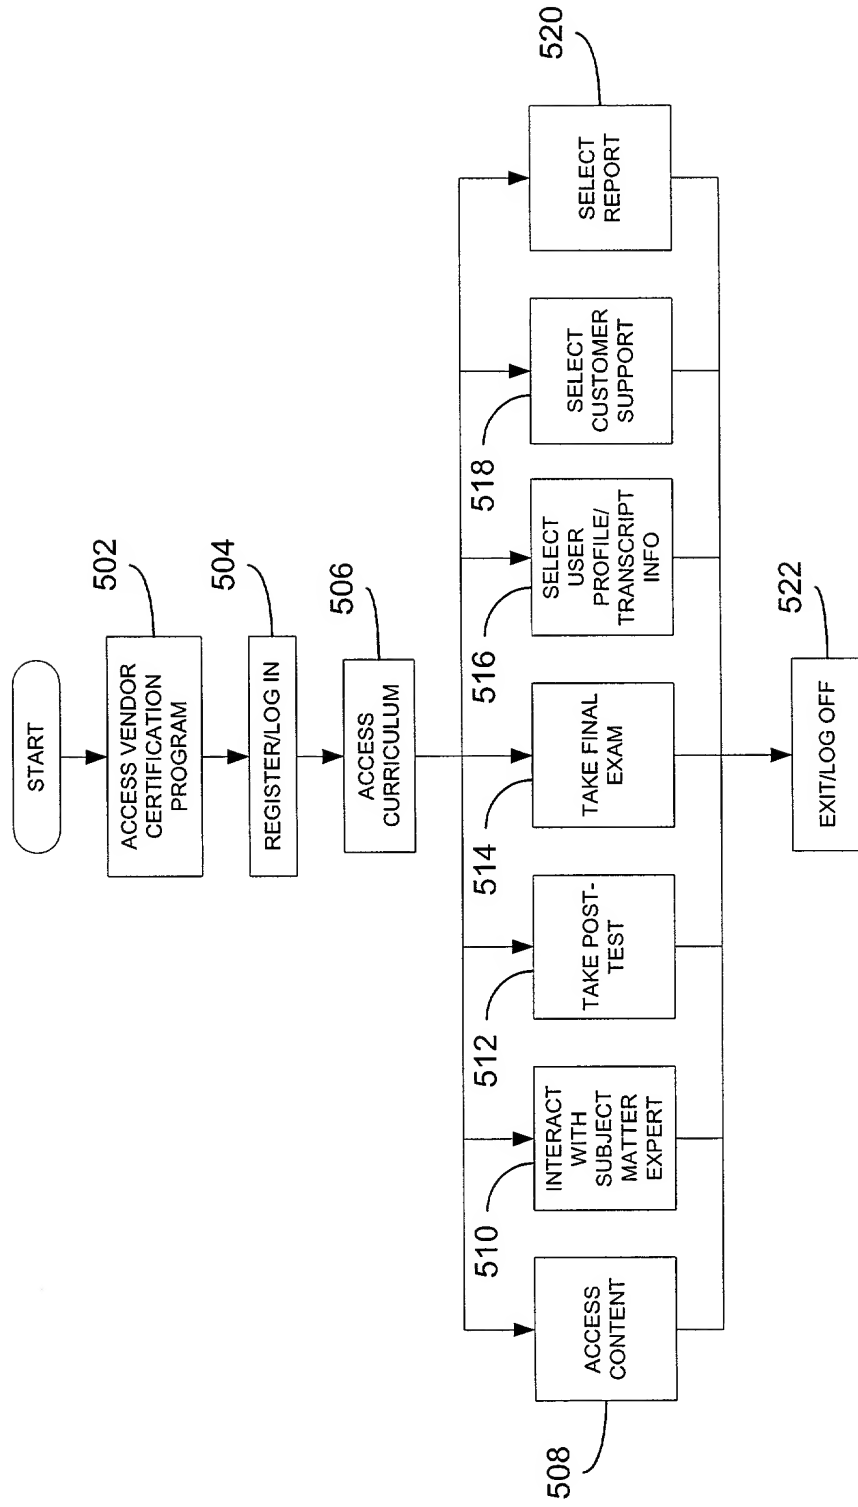 START
502
ACCESS VENDOR
CERTIFICATION
PROGRAM
504
REGISTER/LOG IN
506
ACCESS
CURRICULUM
508
ACCESS
CONTENT
510
INTERACT
WITH
SUBJECT
MATTER
EXPERT
512
TAKE POST-
TEST
514
TAKE FINAL
EXAM
516
SELECT
USER
PROFILE/
TRANSCRIPT
INFO
518
SELECT
CUSTOMER
SUPPORT
520
SELECT
REPORT
522
EXIT/LOG OFF